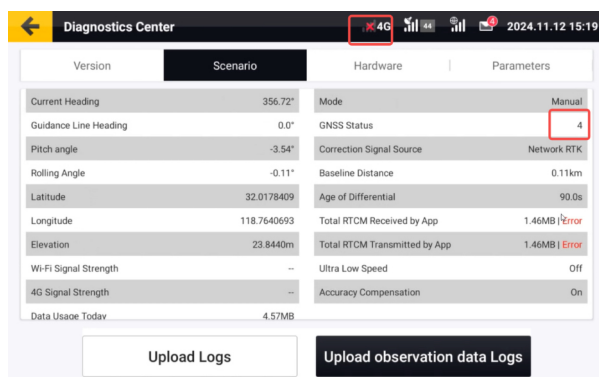 Diagnostics Center
4G 44 4 2024.11.12 15:19
Version Scenario Hardware Parameters
Current Heading 356.72° Mode Manual
Guidance Line Heading 0.0° GNSS Status 4
Pitch angle -3.54° Correction Signal Source Network RTK
Rolling Angle -0.11° Baseline Distance 0.11km
Latitude 32.0178409 Age of Differential 90.0s
Longitude 118.7640693 Total RTCM Received by App 1.46MB | Error
Elevation 23.8440m Total RTCM Transmitted by App 1.46MB | Error
Wi-Fi Signal Strength -- Ultra Low Speed Off
4G Signal Strength -- Accuracy Compensation On
Data Usage Today 4.57MB
Upload Logs Upload observation data Logs